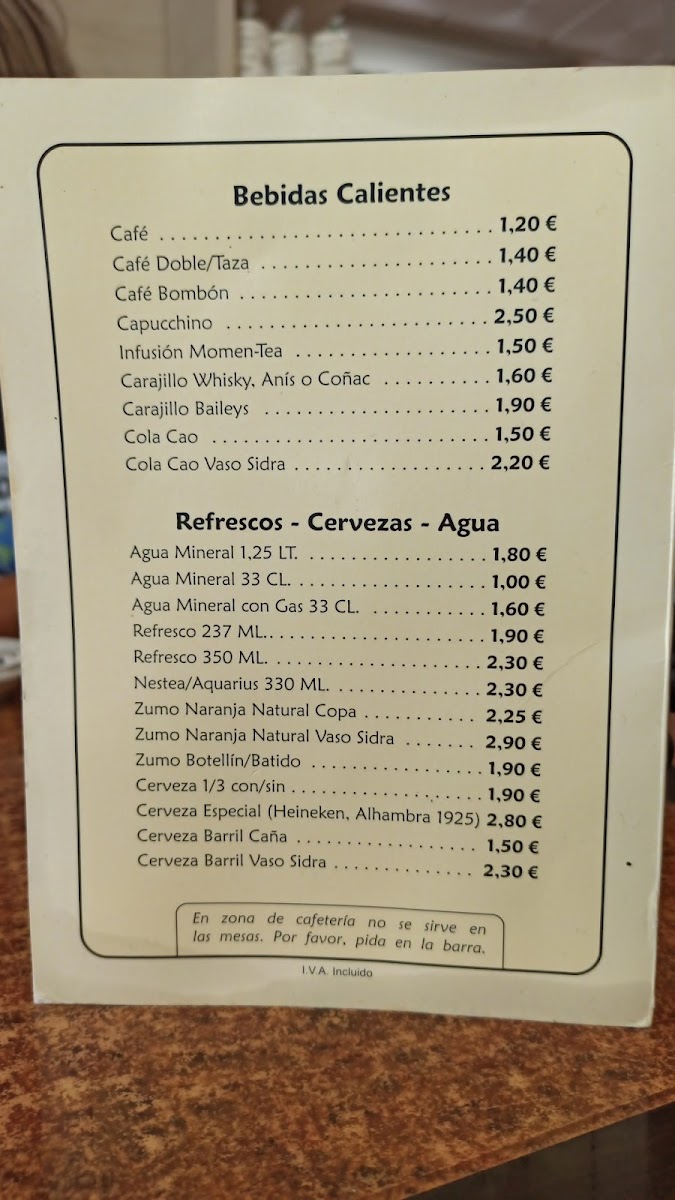 Bebidas Calientes
Café ............................... 1,20 €
Café Doble/Taza ...................... 1,40 €
Café Bombón ........................ 1,40 €
Capucchino ......................... 2,50 €
Infusión Momen-Tea ................... 1,50 €
Carajillo Whisky, Anís o Coñac .......... 1,60 €
Carajillo Baileys ..................... 1,90 €
Cola Cao .......................... 1,50 €
Cola Cao Vaso Sidra .................. 2,20 €
Refrescos - Cervezas - Agua
Agua Mineral 1,25 LT. ................. 1,80 €
Agua Mineral 33 CL. .................. 1,00 €
Agua Mineral con Gas 33 CL. ........... 1,60 €
Refresco 237 ML. .................... 1,90 €
Refresco 350 ML. .................... 2,30 €
Nestea/Aquarius 330 ML. .............. 2,30 €
Zumo Naranja Natural Copa ........... 2,25 €
Zumo Naranja Natural Vaso Sidra ....... 2,90 €
Zumo Botellín/Batido ................. 1,90 €
Cerveza 1/3 con/sin ................... 1,90 €
Cerveza Especial (Heineken, Alhambra 1925) 2,80 €
Cerveza Barril Caña .................. 1,50 €
Cerveza Barril Vaso Sidra .............. 2,30 €
En zona de cafetería no se sirve en
las mesas. Por favor, pida en la barra.
I.V.A. Incluido